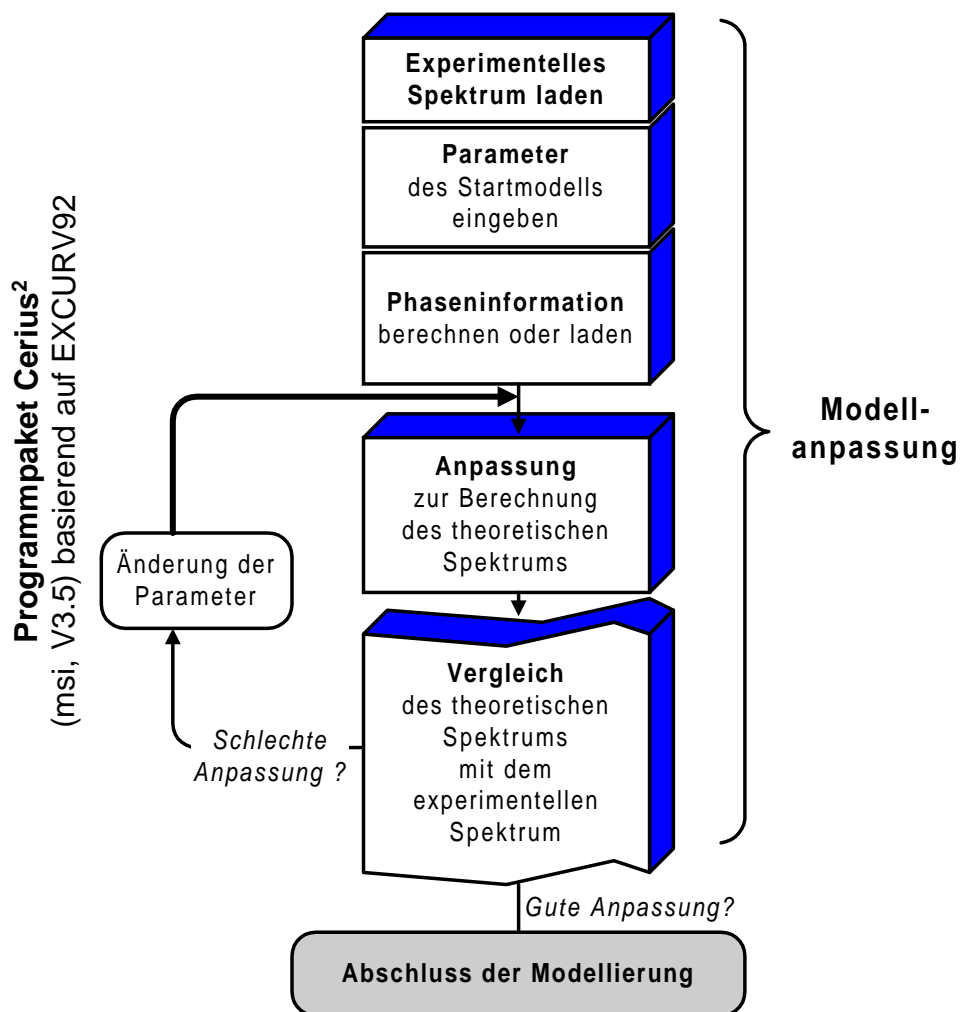 Experimentelles
Spektrum laden
Parameter
des Startmodells
eingeben
Phaseninformation
berechnen oder laden
Programmpaket Cerius²
(msi, V3.5) basierend auf EXCURV92
Modell-
anpassung
Anpassung
zur Berechnung
des theoretischen
Spektrums
Änderung der
Parameter
Vergleich
des theoretischen
Spektrums
mit dem
experimentellen
Spektrum
Schlechte
Anpassung ?
Gute Anpassung?
Abschluss der Modellierung